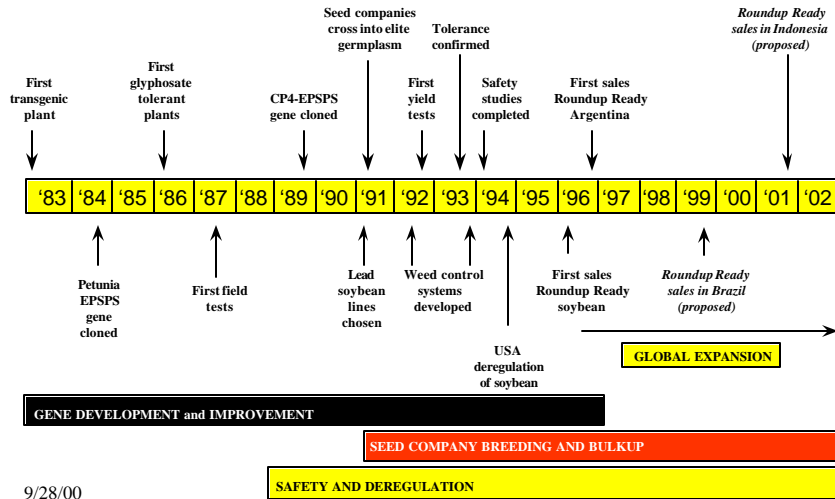 Seed companies
cross into elite
germplasm
Tolerance
confirmed
Roundup Ready
sales in Indonesia
(proposed)
First
transgenic
plant
First
glyphosate
tolerant
plants
CP4-EPSPS
gene cloned
First
yield
tests
Safety
studies
completed
First sales
Roundup Ready
Argentina
‘83 ‘84 ‘85 ‘86 ‘87 ‘88 ‘89 ‘90 ‘91 ‘92 ‘93 ‘94 ‘95 ‘96 ‘97 ‘98 ‘99 ‘00 ‘01 ‘02
Petunia
EPSPS
gene
cloned
First field
tests
Lead
soybean
lines
chosen
Weed control
systems
developed
USA
deregulation
of soybean
First sales
Roundup Ready
soybean
Roundup Ready
sales in Brazil
(proposed)
GLOBAL EXPANSION
GENE DEVELOPMENT and IMPROVEMENT
SEED COMPANY BREEDING AND BULKUP
SAFETY AND DEREGULATION
9/28/00